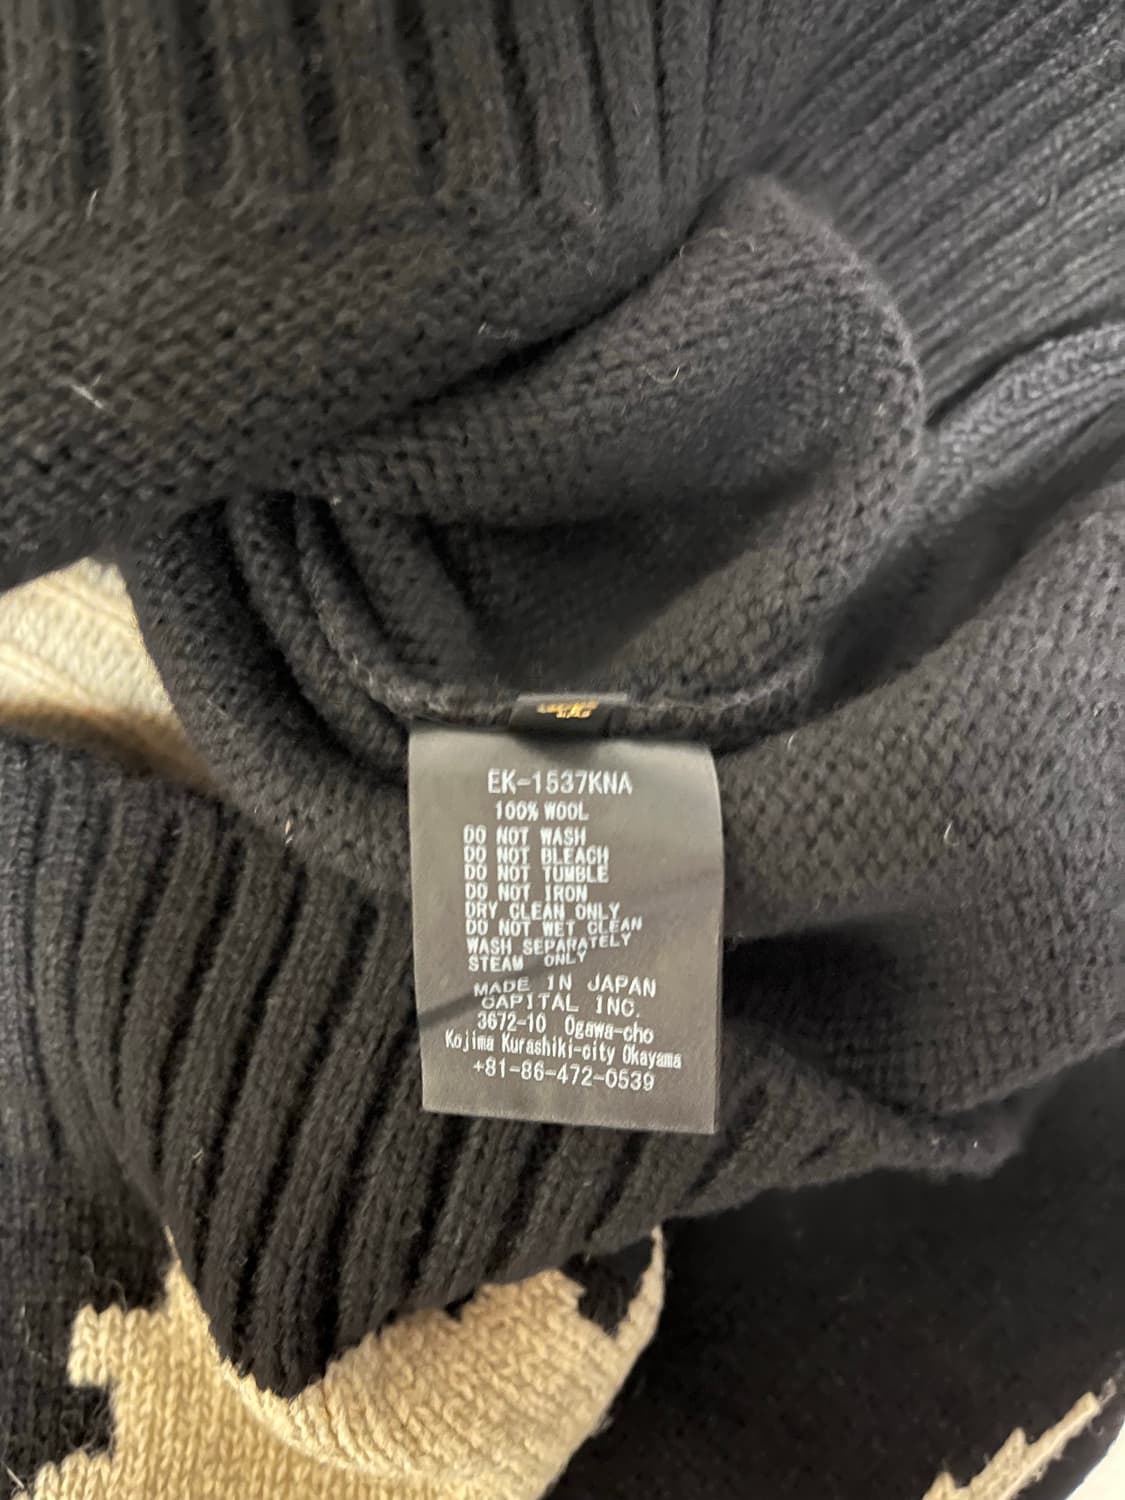 EK-1537KNA
100% WOOL
DO NOT WASH
DO NOT BLEACH
DO NOT TUMBLE
DO NOT IRON
DRY CLEAN ONLY
DO NOT WET CLEAN
WASH SEPARATELY
STEAM ONLY
MADE IN JAPAN
CAPITAL INC.
3672-10 Ogawa-cho
Kojima Kurashiki-city Okayama
+81-86-472-0539